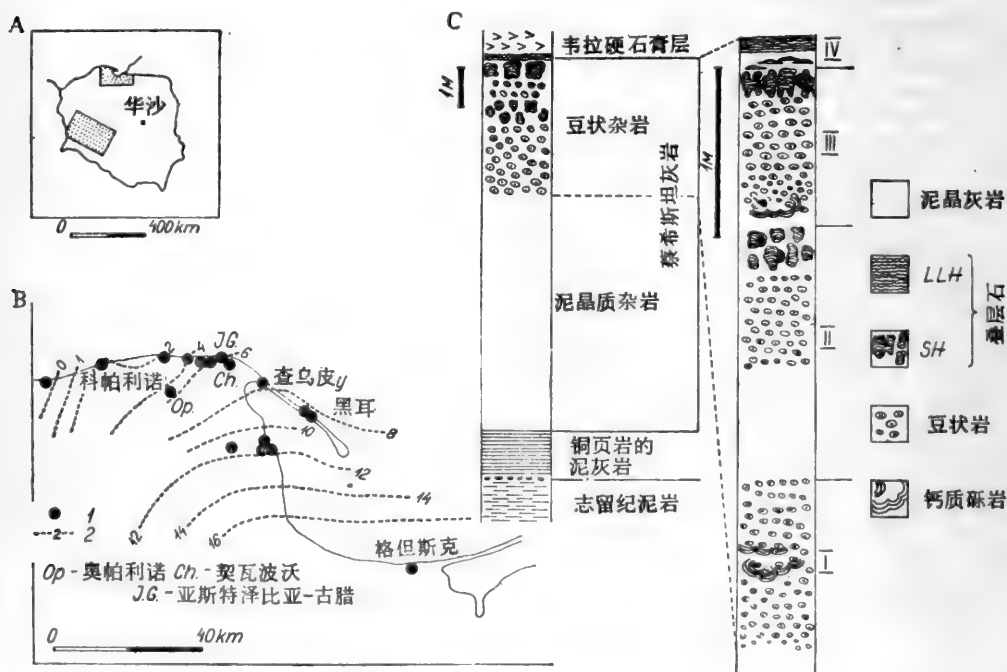 A
华沙
0 400km
B
0 1 2 4 6 J.G.
科帕利诺 Ch. 查乌皮y
Op. 黑耳
10 8
12
14
12 14 16
1
2 2
格但斯克
Op-奥帕利诺 Ch.-契瓦波沃
J.G.-亚斯特泽比亚-古腊
0 40km
C
韦拉硬石膏层
1M
豆状杂岩
泥晶质杂岩
蔡希斯坦灰岩
铜页岩的
泥灰岩
志留纪泥岩
1M
IV
III
II
I
泥晶灰岩
LLH
SH
叠层石
豆状岩
钙质砾岩